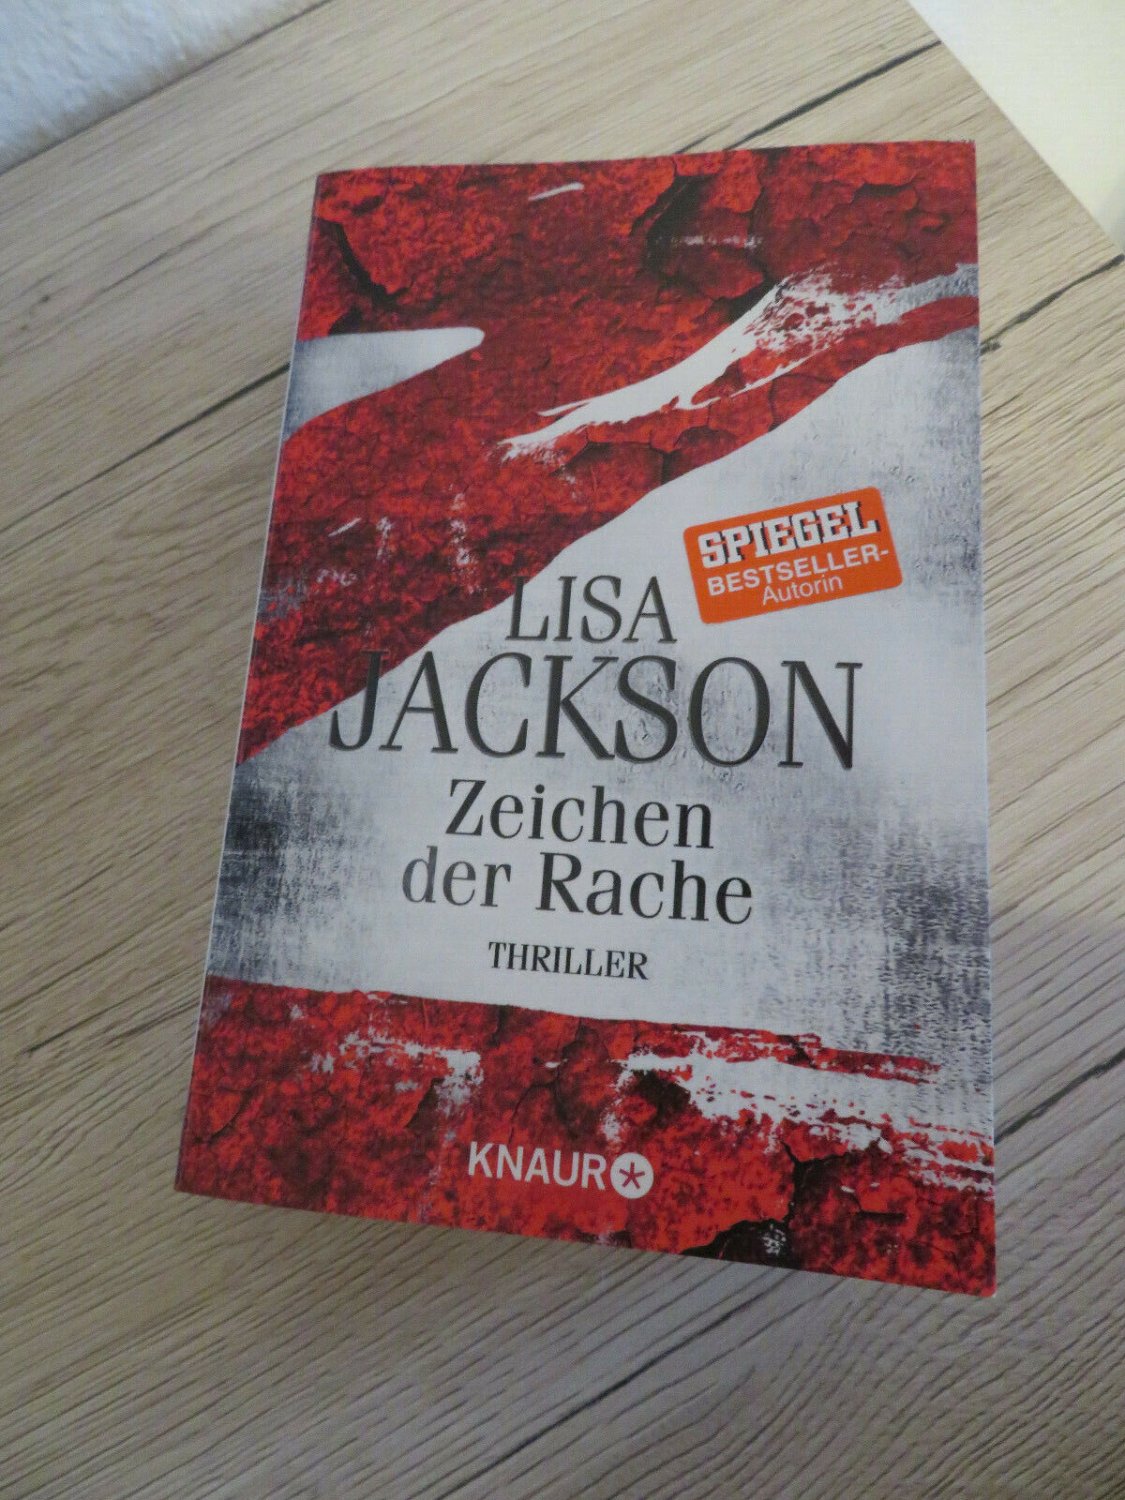 SPIEGEL
BESTSELLER-
Autorin
LISA
JACKSON
Zeichen
der Rache
THRILLER
KNAUR